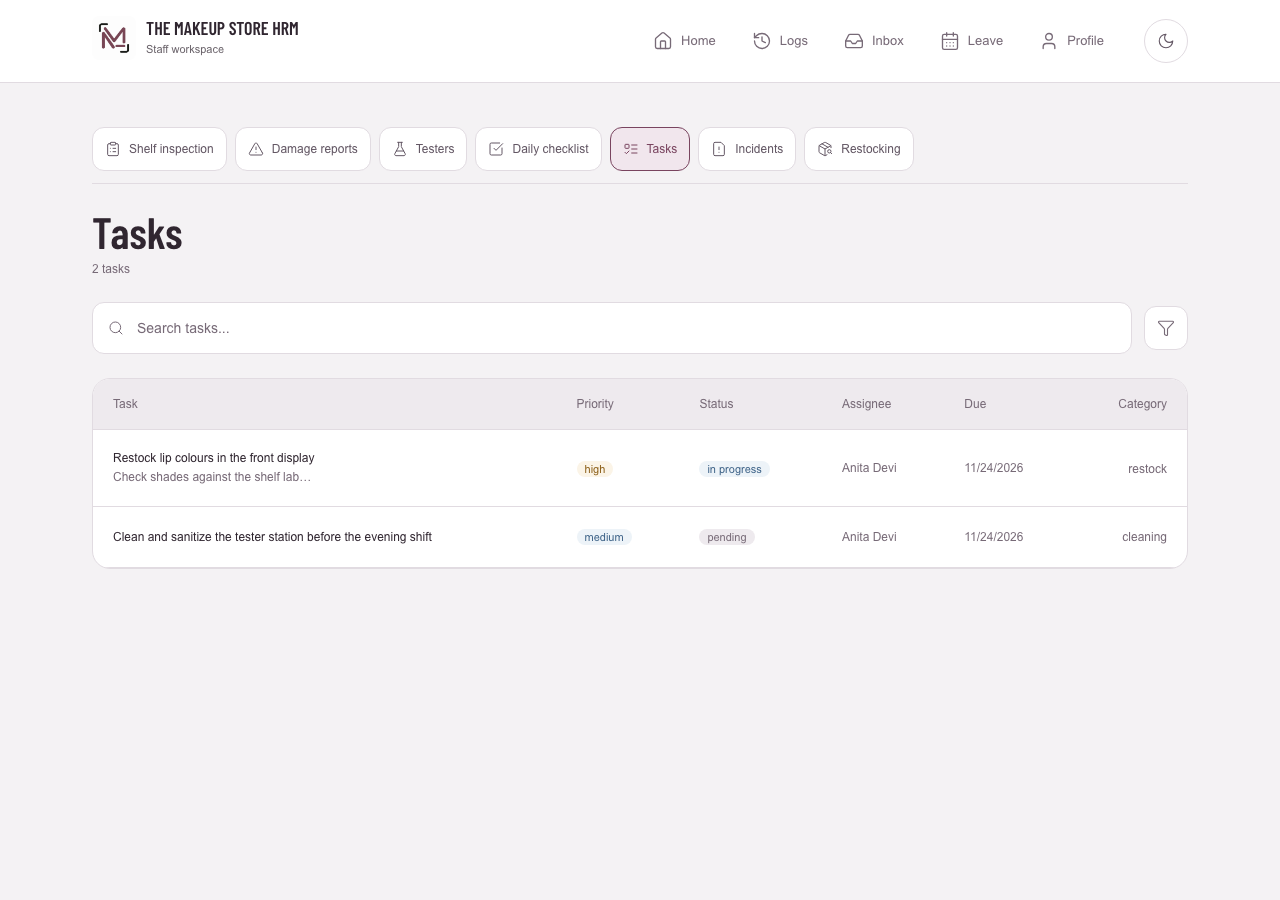 THE MAKEUP STORE HRM
Staff workspace
Home
Logs
Inbox
Leave
Profile
Shelf inspection
Damage reports
Testers
Daily checklist
Tasks
Incidents
Restocking
Tasks
2 tasks
Search tasks...
Task Priority Status Assignee Due Category
Restock lip colours in the front display
Check shades against the shelf lab…
high in progress Anita Devi 11/24/2026 restock
Clean and sanitize the tester station before the evening shift medium pending Anita Devi 11/24/2026 cleaning